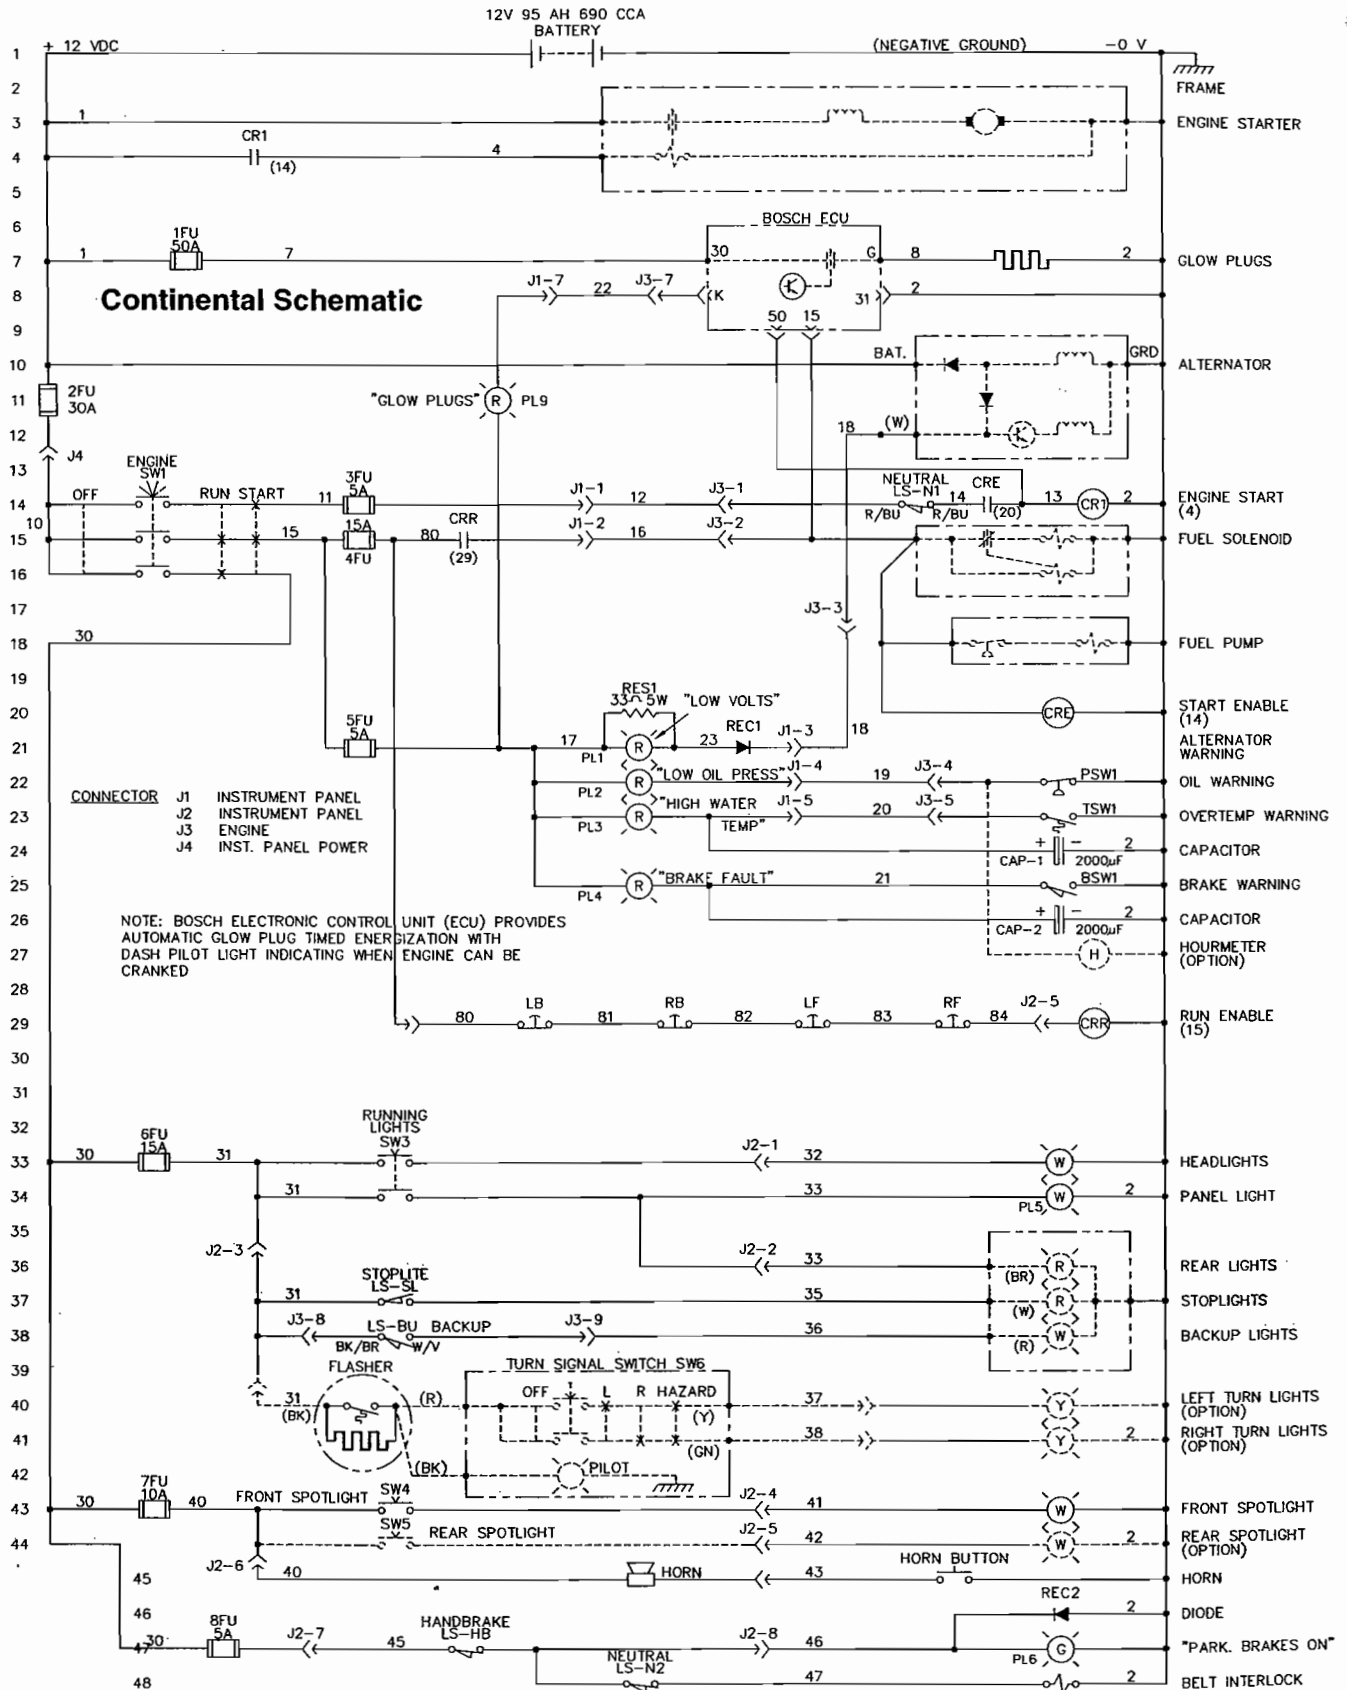 12V 95 AH 690 CCA
BATTERY
1 + 12 VDC (NEGATIVE GROUND) -0 V
2 FRAME
3 1 ENGINE STARTER
CR1
4 (14) 4
5
6 BOSCH ECU
1FU
50A
7 1 7 30 G 8 2 GLOW PLUGS
J1-7 22 J3-7
8 K 31 2
Continental Schematic
9 50 15
10 BAT. GRD ALTERNATOR
11 2FU
30A
"GLOW PLUGS" R PL9
12 18 (W)
J4
13 ENGINE
SW1
NEUTRAL
LS-N1 14 CRE
14 OFF RUN START 11 3FU
5A
J1-1 12 J3-1 R/BU R/BU (20) 13 CR1 2 ENGINE START
(4)
10
15 15 15A
4FU
80 CRR
(29)
J1-2 16 J3-2 FUEL SOLENOID
16
17 J3-3
18 30 FUEL PUMP
19
RES1
33Ω 5W "LOW VOLTS"
20 CRE START ENABLE
(14)
21 5FU
5A
17 PL1 R 23 REC1 J1-3 18 ALTERNATOR
WARNING
22 PL2 R "LOW OIL PRESS" J1-4 19 J3-4 PSW1 OIL WARNING
CONNECTOR J1 INSTRUMENT PANEL
J2 INSTRUMENT PANEL
J3 ENGINE
J4 INST. PANEL POWER
23 PL3 R "HIGH WATER
TEMP" J1-5 20 J3-5 TSW1 OVERTEMP WARNING
24 + - 2 CAPACITOR
CAP-1 2000µF
25 PL4 R "BRAKE FAULT" 21 BSW1 BRAKE WARNING
26 + - 2 CAPACITOR
CAP-2 2000µF
27 H HOURMETER
(OPTION)
NOTE: BOSCH ELECTRONIC CONTROL UNIT (ECU) PROVIDES
AUTOMATIC GLOW PLUG TIMED ENERGIZATION WITH
DASH PILOT LIGHT INDICATING WHEN ENGINE CAN BE
CRANKED
28
29 80 LB 81 RB 82 LF 83 RF 84 J2-5 CRR RUN ENABLE
(15)
30
31
32 RUNNING
LIGHTS
SW3
33 30 6FU
15A
31 J2-1 32 W HEADLIGHTS
34 31 33 PL5 W 2 PANEL LIGHT
35
J2-3
36 J2-2 33 (BR) R REAR LIGHTS
37 31 STOPLITE
LS-SL
35 (W) R STOPLIGHTS
38 J3-8 BK/BR LS-BU BACKUP W/V J3-9 36 (R) W BACKUP LIGHTS
39 FLASHER TURN SIGNAL SWITCH SW6
40 31 (BK) (R) OFF L R HAZARD (Y) 37 Y LEFT TURN LIGHTS
(OPTION)
41 (GN) 38 Y 2 RIGHT TURN LIGHTS
(OPTION)
42 (BK) PILOT
43 30 7FU
10A
40 FRONT SPOTLIGHT SW4 J2-4 41 W FRONT SPOTLIGHT
44 SW5 REAR SPOTLIGHT J2-5 42 W 2 REAR SPOTLIGHT
(OPTION)
J2-6
45 40 HORN 43 HORN BUTTON HORN
46 REC2 2 DIODE
47 30 8FU
5A
J2-7 45 HANDBRAKE
LS-HB
J2-8 46 PL6 G "PARK. BRAKES ON"
48 NEUTRAL
LS-N2
47 2 BELT INTERLOCK